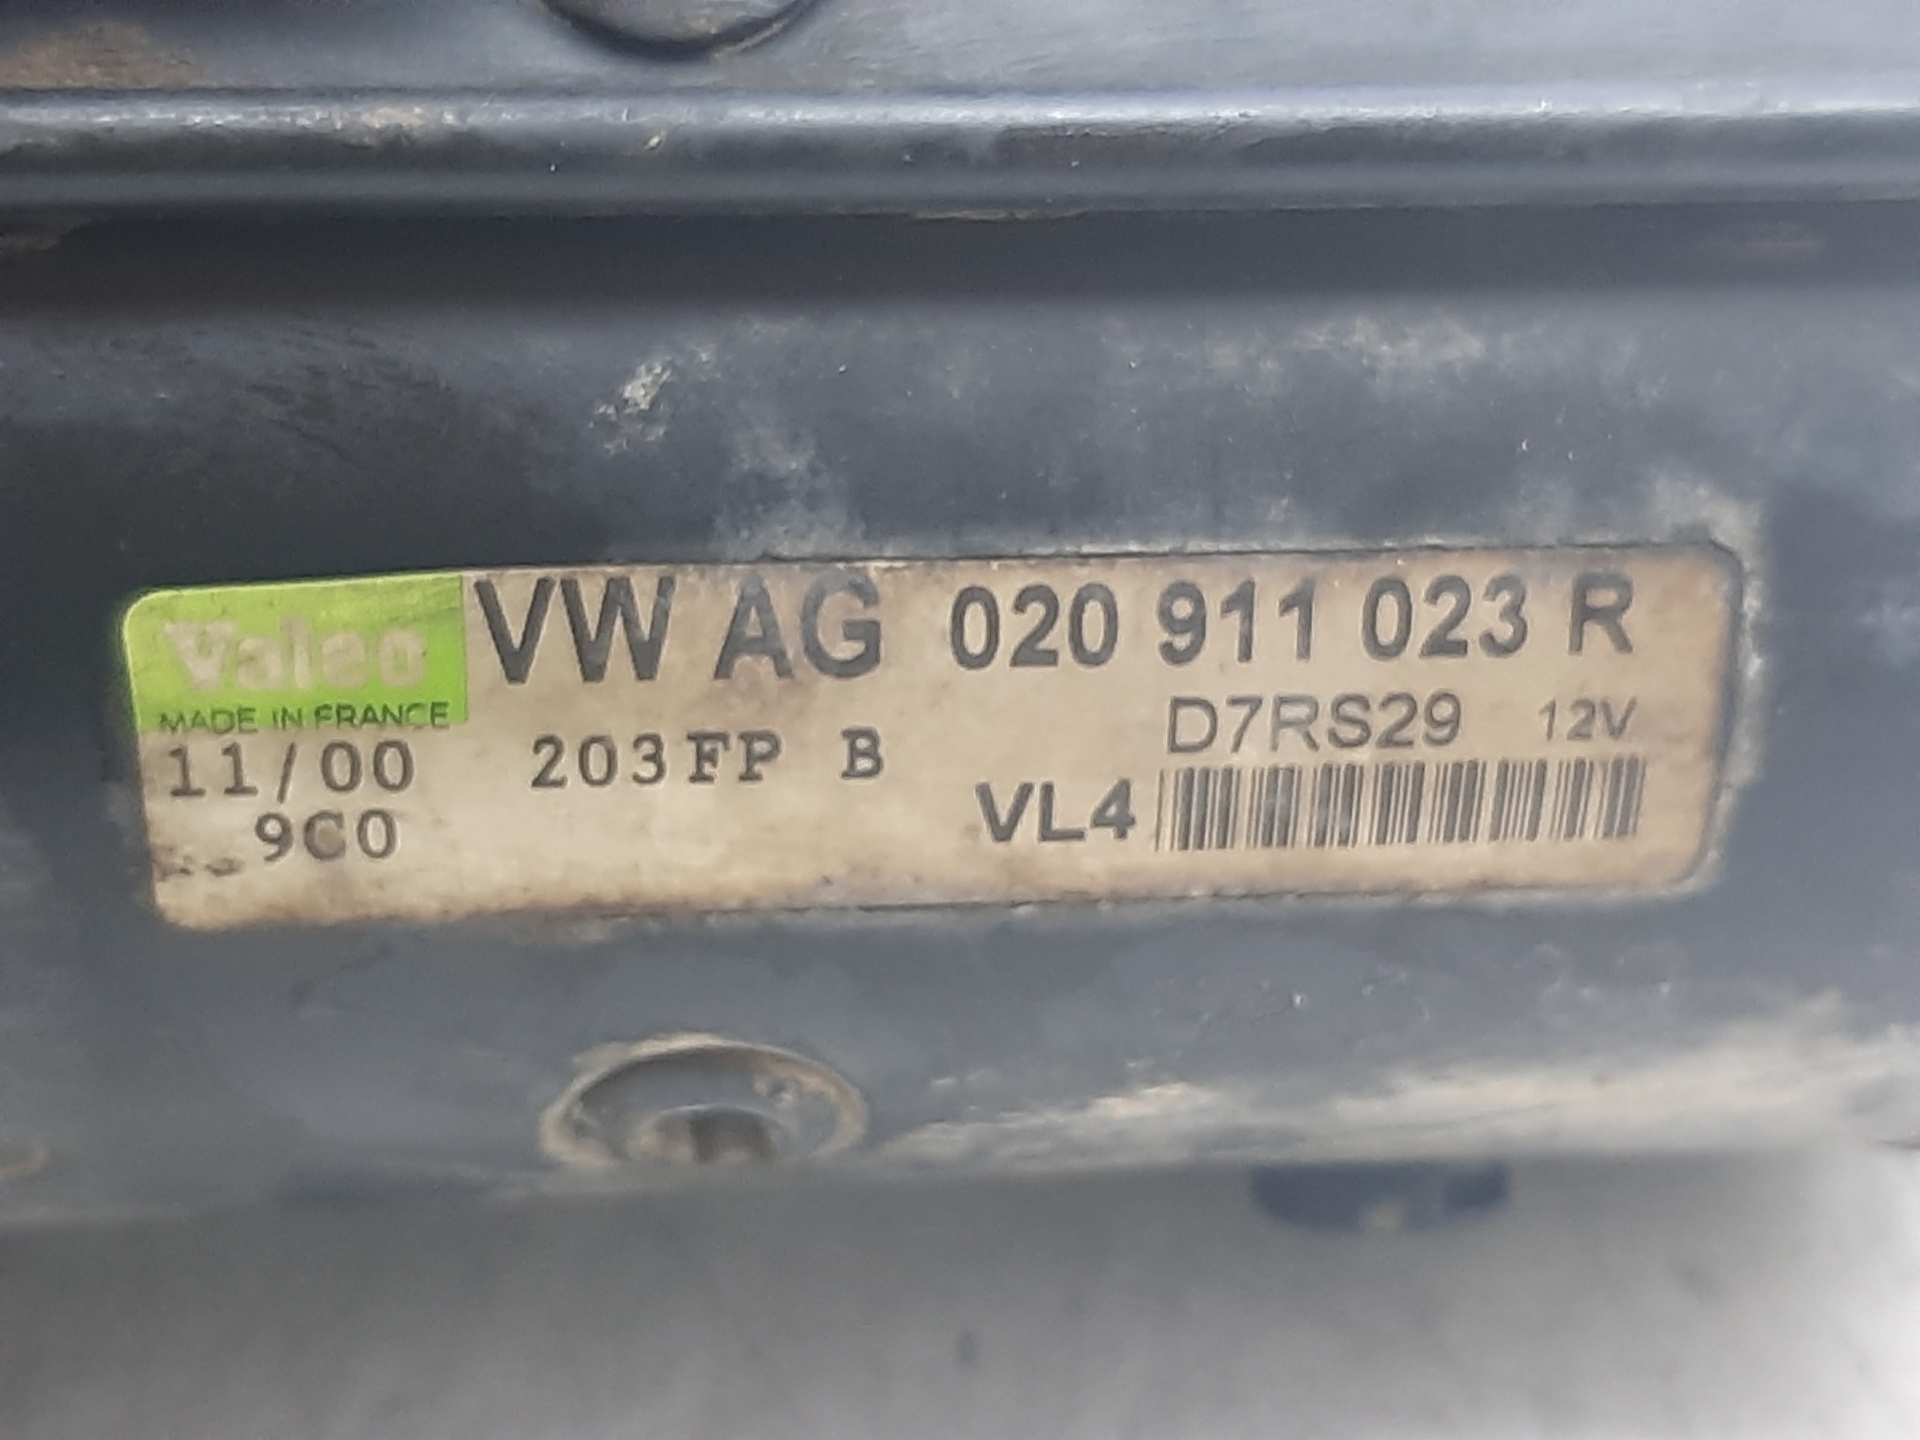 Valeo VW AG 020 911 023 R
MADE IN FRANCE D7RS29 12V
11/00 203FP B
9C0 VL4